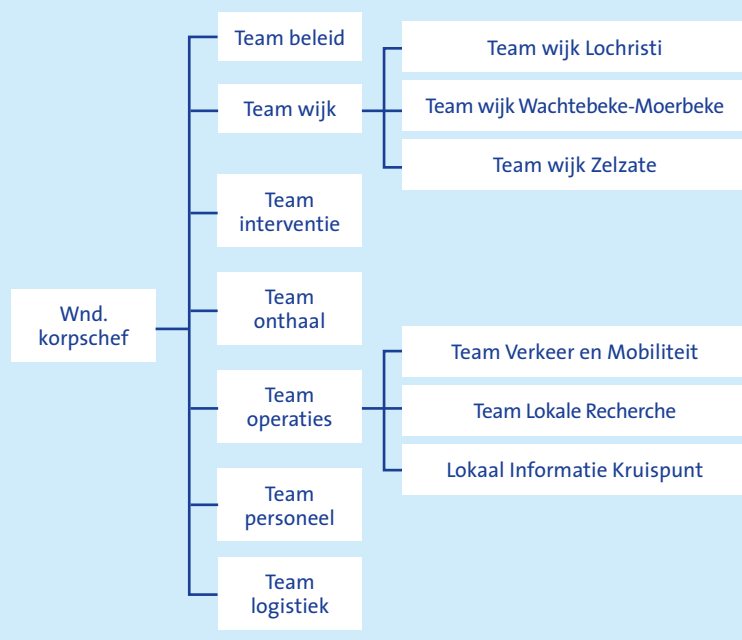 Wnd.
korpschef
Team beleid
Team wijk
Team wijk Lochristi
Team wijk Wachtebeke-Moerbeke
Team wijk Zelzate
Team
interventie
Team
onthaal
Team
operaties
Team Verkeer en Mobiliteit
Team Lokale Recherche
Lokaal Informatie Kruispunt
Team
personeel
Team
logistiek